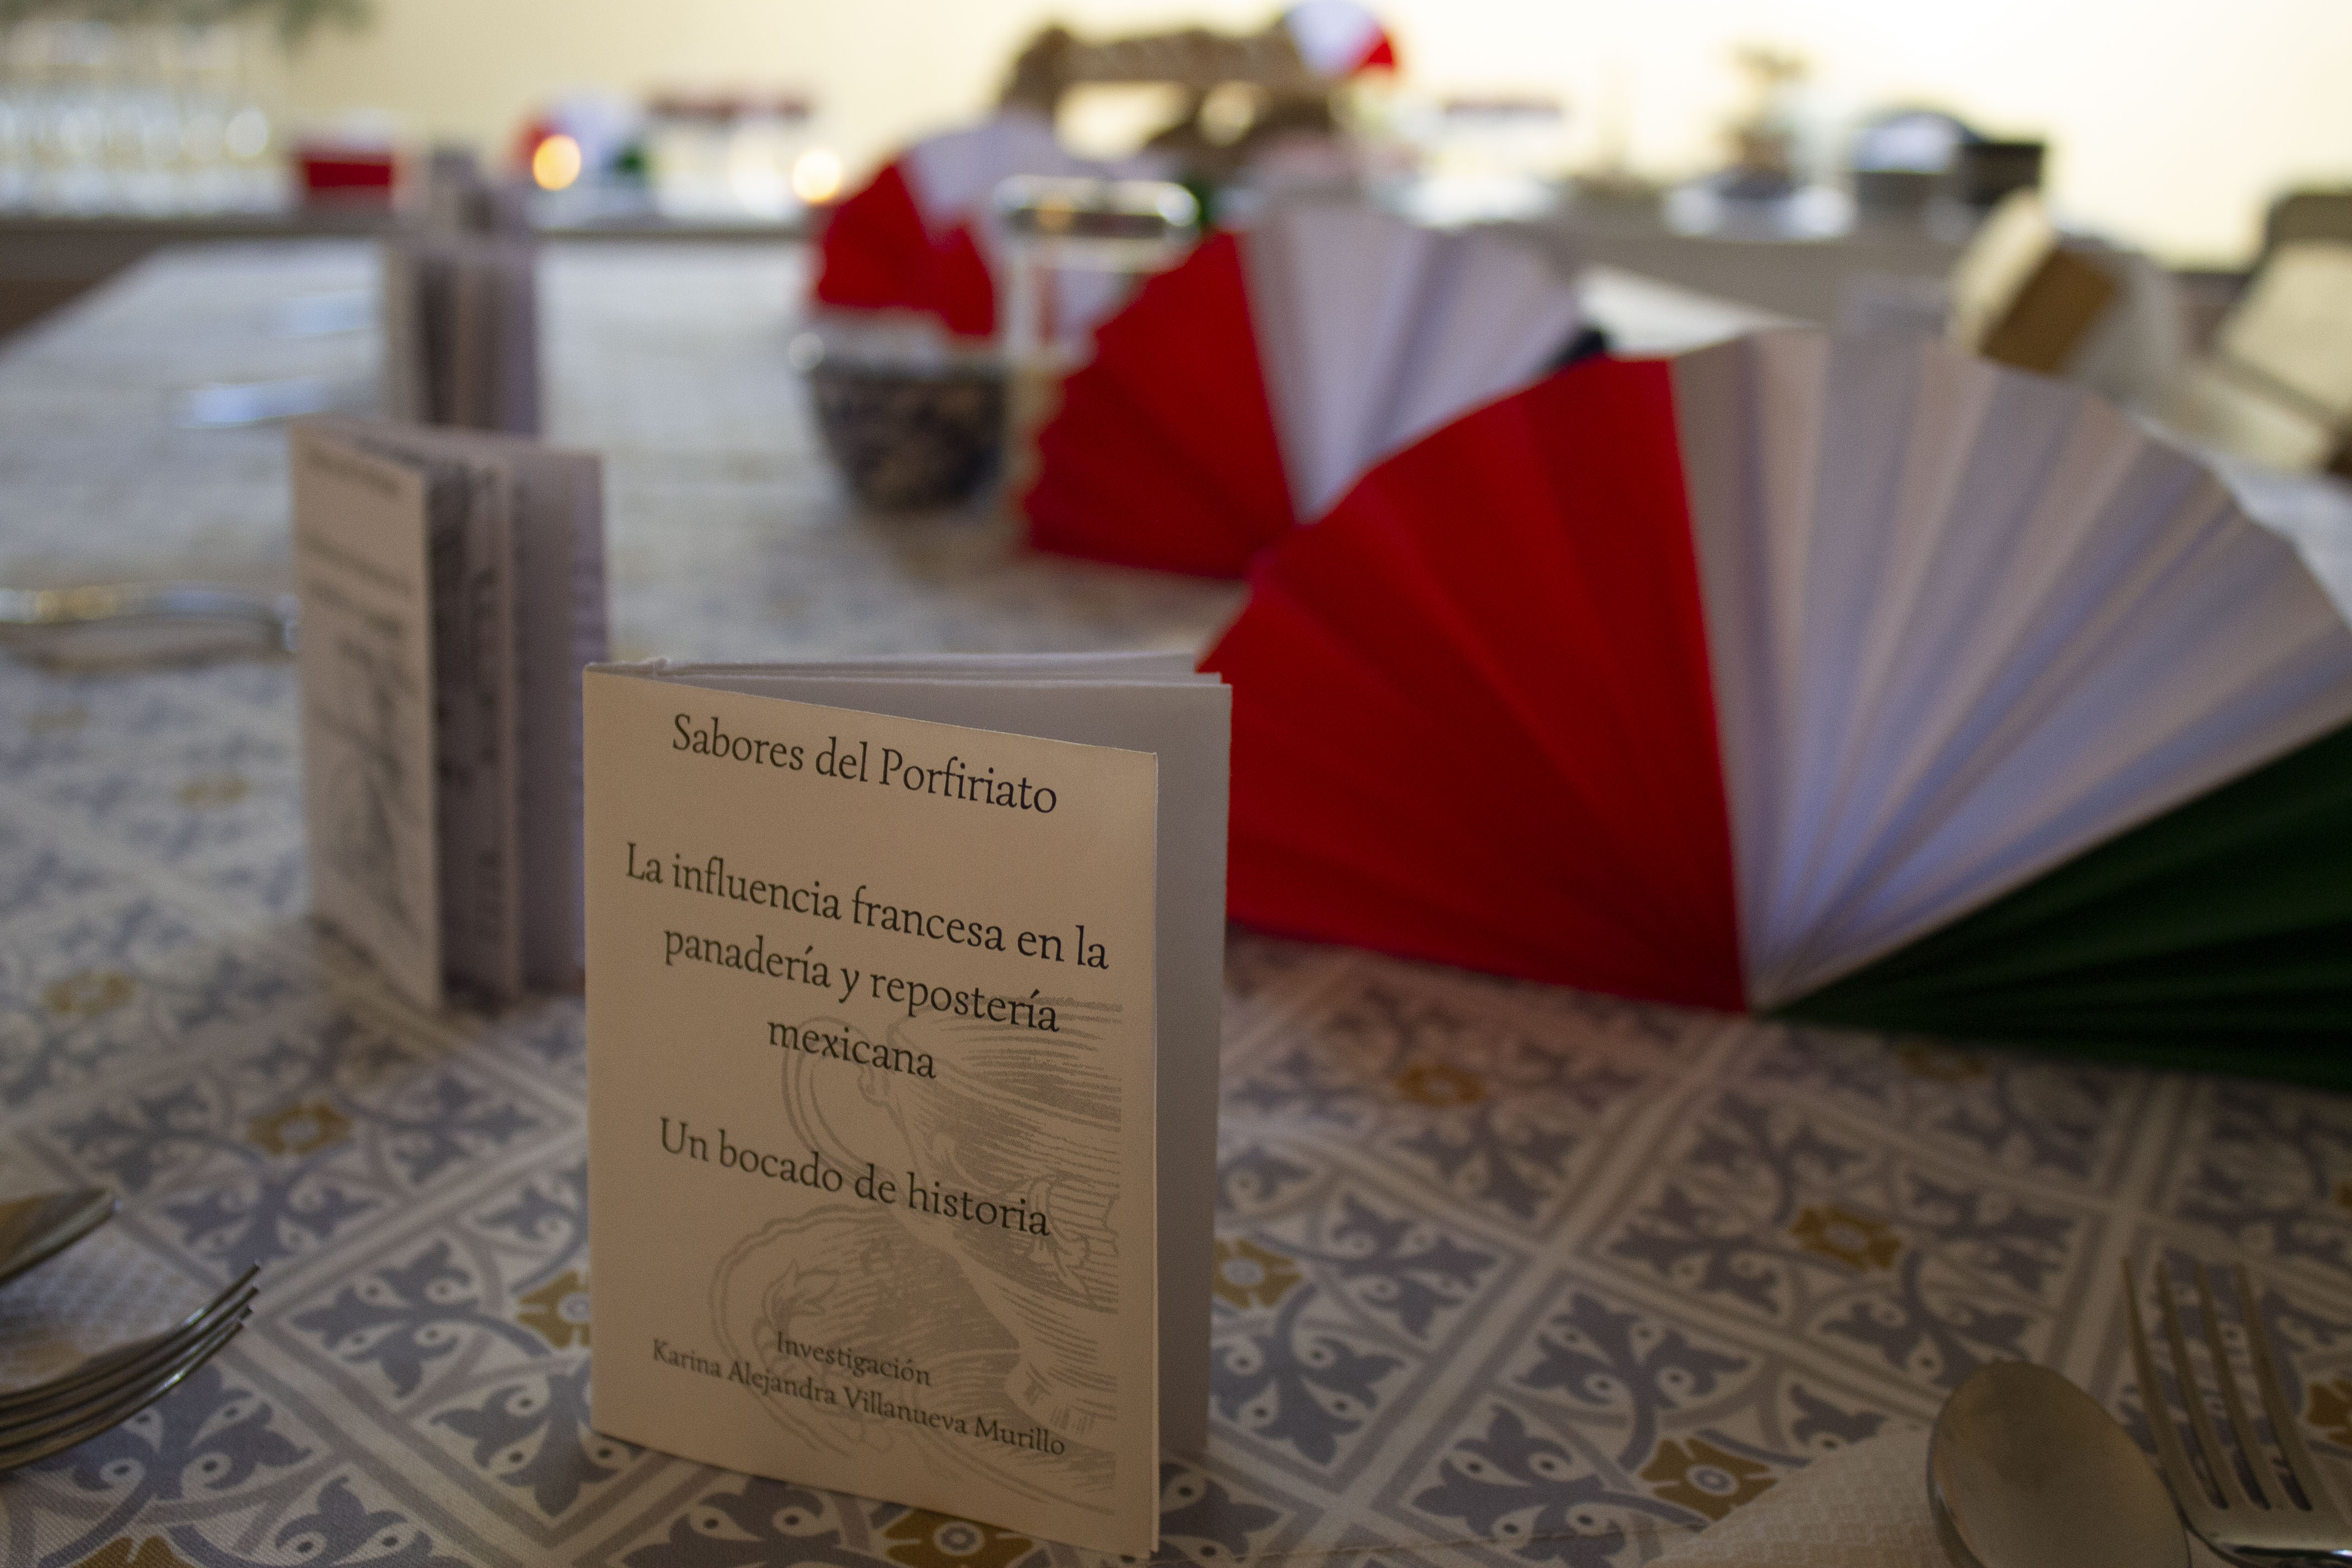 Sabores del Porfiriato
La influencia francesa en la
panadería y repostería
mexicana
Un bocado de historia
Investigación
Karina Alejandra Villanueva Murillo